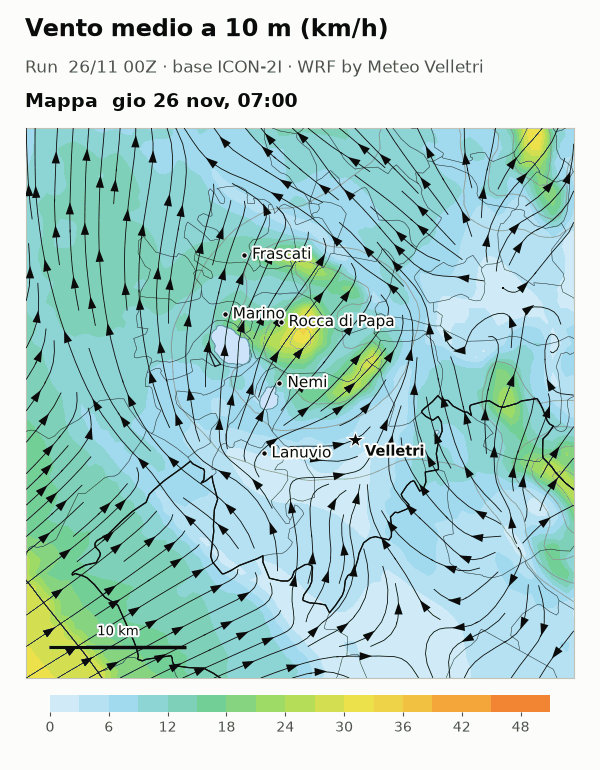 Vento medio a 10 m (km/h)
Run  26/11 00Z · base ICON-2I · WRF by Meteo Velletri
Mappa  gio 26 nov, 07:00
Frascati
Marino
Rocca di Papa
Nemi
Velletri
Lanuvio
10 km
0 6 12 18 24 30 36 42 48